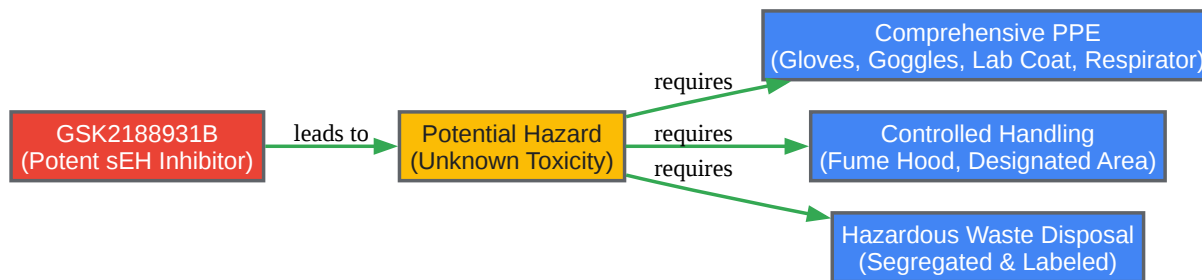 GSK2188931B
(Potent sEH Inhibitor)
leads to
Potential Hazard
(Unknown Toxicity)
requires
requires
requires
Comprehensive PPE
(Gloves, Goggles, Lab Coat, Respirator)
Controlled Handling
(Fume Hood, Designated Area)
Hazardous Waste Disposal
(Segregated & Labeled)